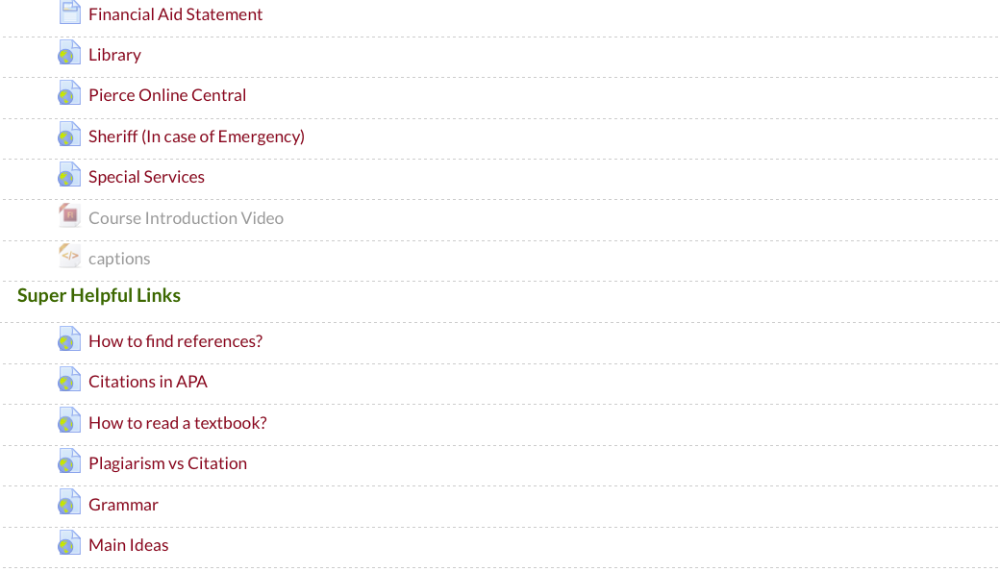 Financial Aid Statement
Library
Pierce Online Central
Sheriff (In case of Emergency)
Special Services
Course Introduction Video
captions
Super Helpful Links
How to find references?
Citations in APA
How to read a textbook?
Plagiarism vs Citation
Grammar
Main Ideas